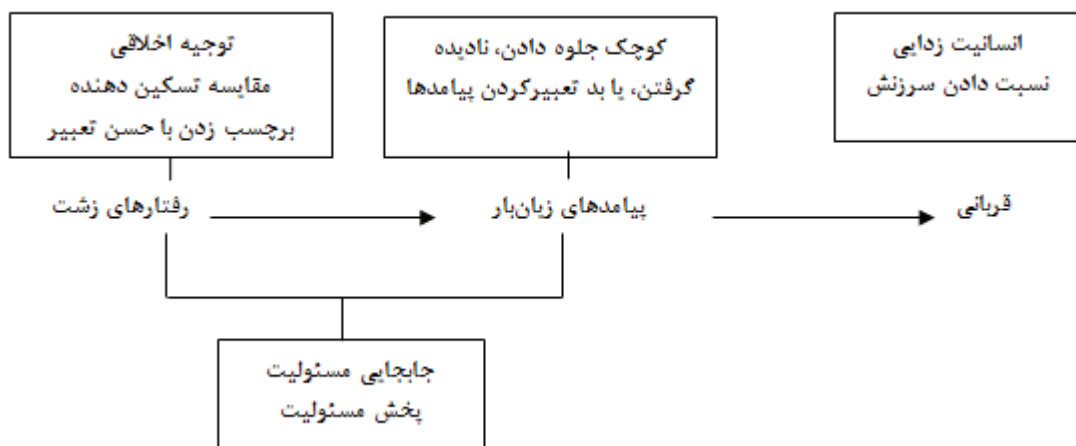 توجیه اخلاقی
مقایسه تسکین دهنده
برچسب زدن با حسن تعبیر
کوچک جلوه دادن، نادیده
گرفتن، یا بد تعبیرکردن پیامدها
انسانیت زدایی
نسبت دادن سرزنش
رفتارهای زشت
پیامدهای زیان‌بار
قربانی
جابجایی مسئولیت
پخش مسئولیت